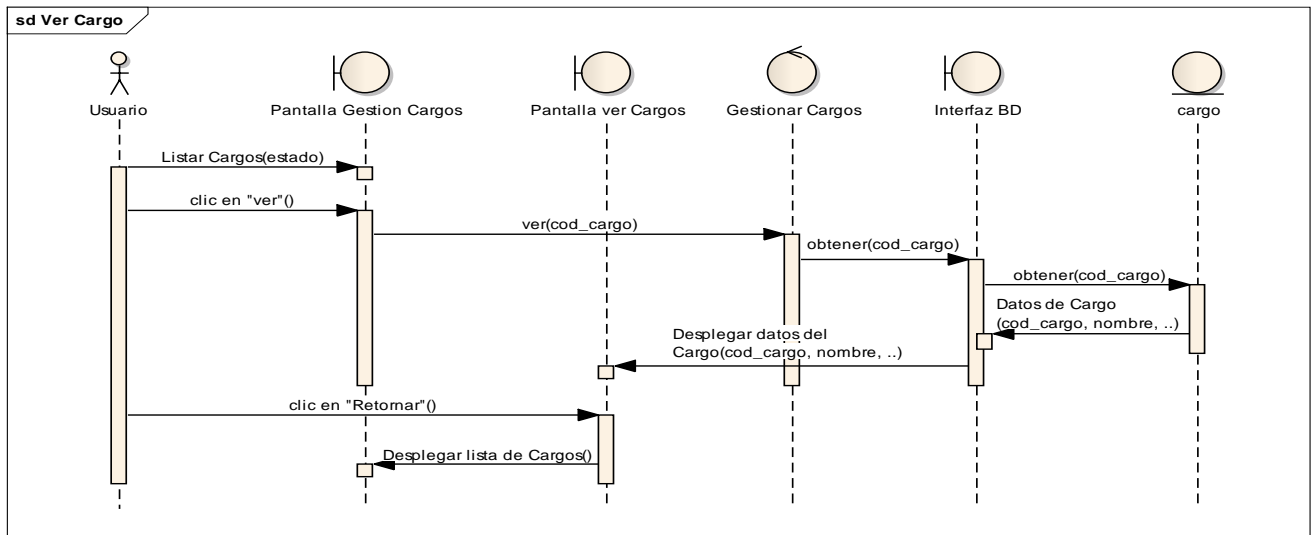 sd Ver Cargo
Usuario
Pantalla Gestion Cargos
Pantalla ver Cargos
Gestionar Cargos
Interfaz BD
cargo
Listar Cargos(estado)
clic en "ver"()
ver(cod_cargo)
obtener(cod_cargo)
obtener(cod_cargo)
Datos de Cargo
(cod_cargo, nombre, ..)
Desplegar datos del
Cargo(cod_cargo, nombre, ..)
clic en "Retornar"()
Desplegar lista de Cargos()